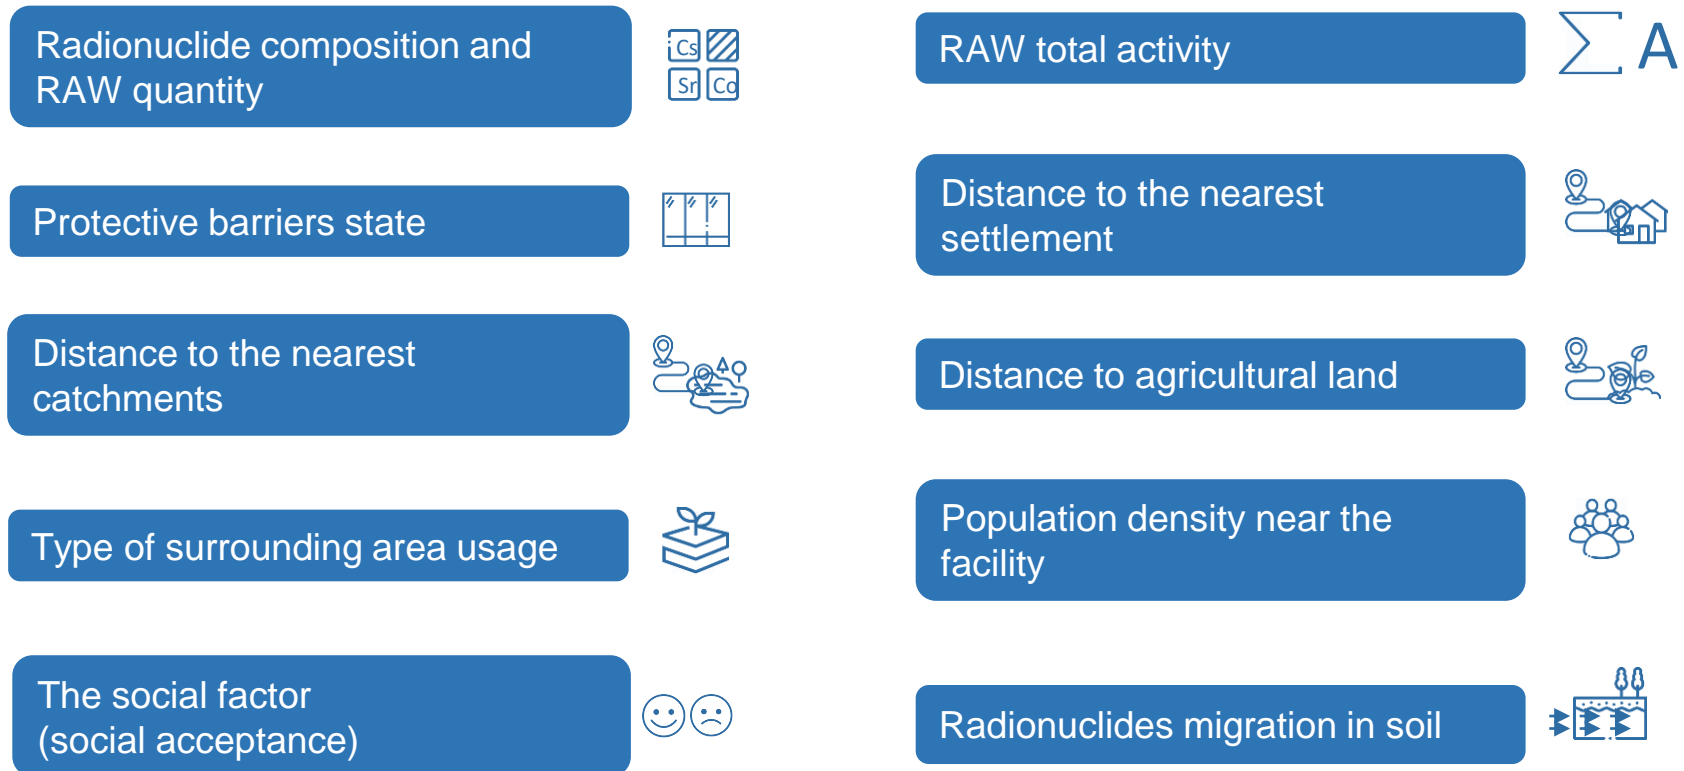 Radionuclide composition and
RAW quantity
Cs
Sr
Co
RAW total activity
∑ A
Protective barriers state
Distance to the nearest
settlement
Distance to the nearest
catchments
Distance to agricultural land
Type of surrounding area usage
Population density near the
facility
The social factor
(social acceptance)
Radionuclides migration in soil